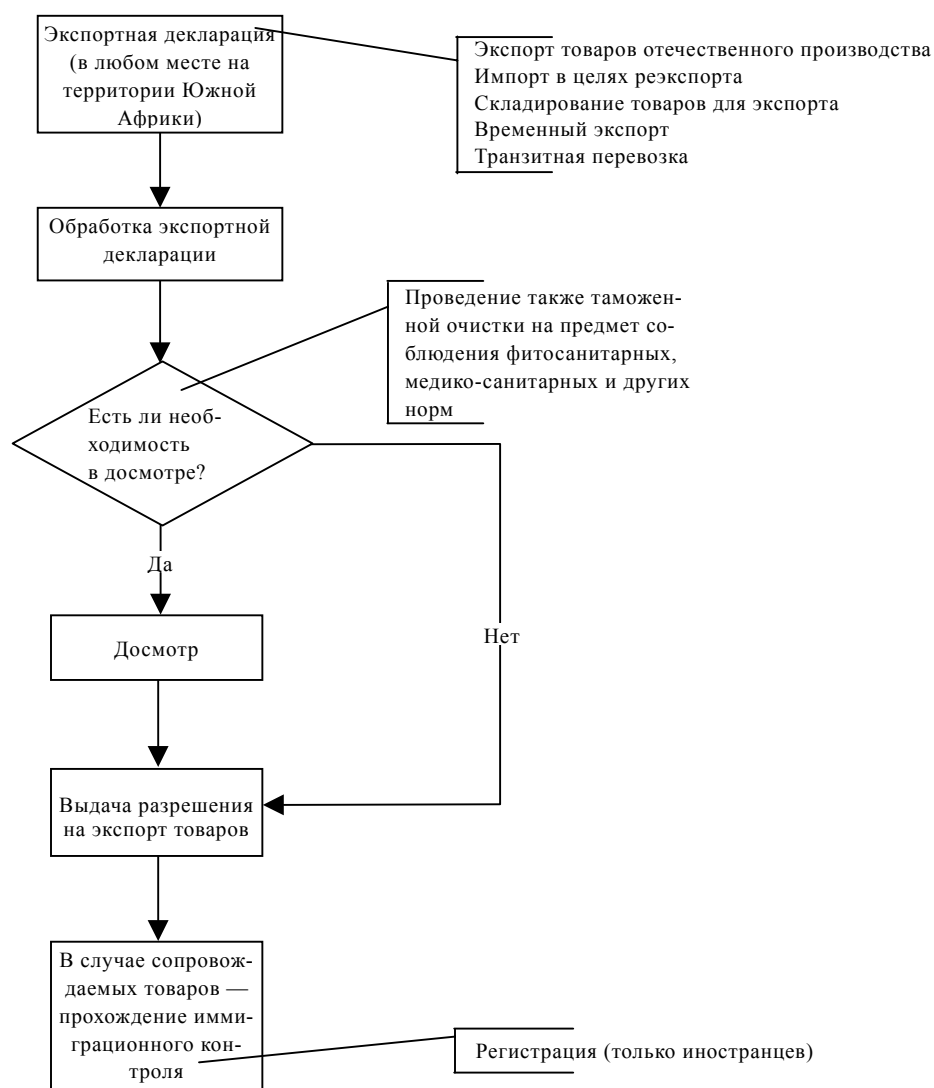 Экспортная декларация
(в любом месте на
территории Южной
Африки)
Экспорт товаров отечественного производства
Импорт в целях реэкспорта
Складирование товаров для экспорта
Временный экспорт
Транзитная перевозка
Обработка экспортной
декларации
Проведение также таможен-
ной очистки на предмет со-
блюдения фитосанитарных,
медико-санитарных и других
норм
Есть ли необ-
ходимость
в досмотре?
Да
Нет
Досмотр
Выдача разрешения
на экспорт товаров
В случае сопровож-
даемых товаров —
прохождение имми-
грационного кон-
троля
Регистрация (только иностранцев)